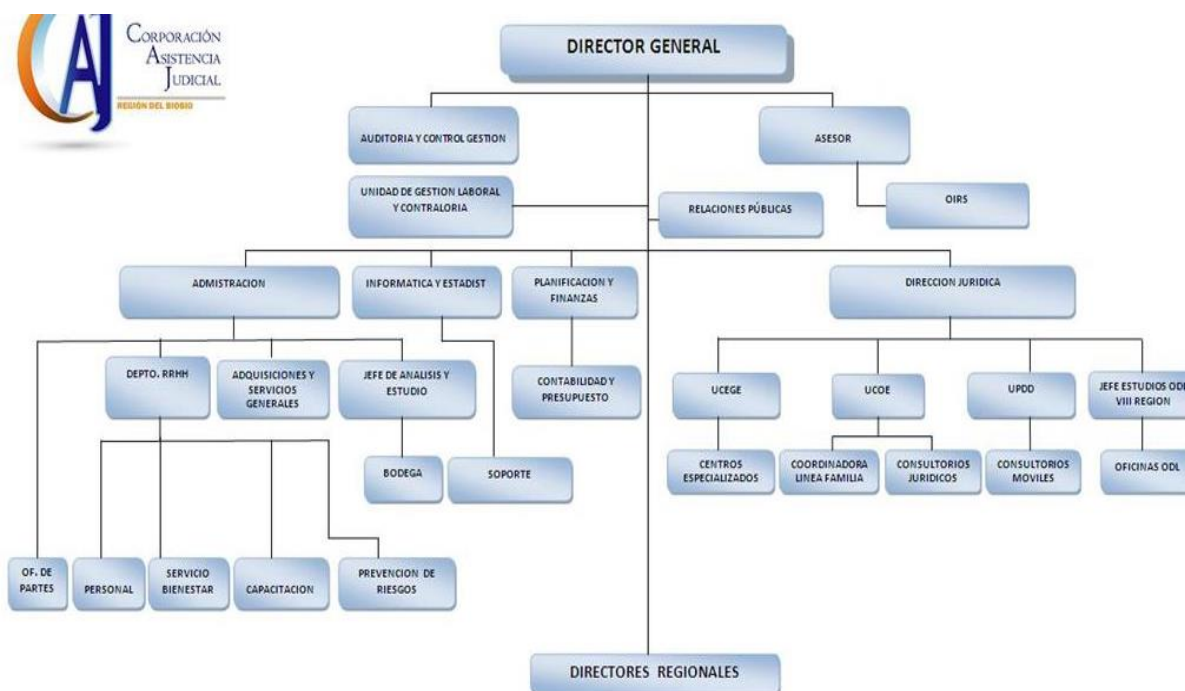 CORPORACIÓN
ASISTENCIA
JUDICIAL
REGIÓN DEL BIOBIO
DIRECTOR GENERAL
AUDITORIA Y CONTROL GESTION
ASESOR
UNIDAD DE GESTION LABORAL
Y CONTRALORIA
RELACIONES PÚBLICAS
OIRS
ADMISTRACION
INFORMATICA Y ESTADIST
PLANIFICACION Y
FINANZAS
DIRECCION JURIDICA
DEPTO. RRHH
ADQUISICIONES Y
SERVICIOS
GENERALES
JEFE DE ANALISIS Y
ESTUDIO
CONTABILIDAD Y
PRESUPUESTO
UCEGE
UCOE
UPDD
JEFE ESTUDIOS ODL
VIII REGION
BODEGA
SOPORTE
CENTROS
ESPECIALIZADOS
COORDINADORA
LINEA FAMILIA
CONSULTORIOS
JURIDICOS
CONSULTORIOS
MOVILES
OFICINAS ODL
OF. DE
PARTES
PERSONAL
SERVICIO
BIENESTAR
CAPACITACION
PREVENCION DE
RIESGOS
DIRECTORES REGIONALES